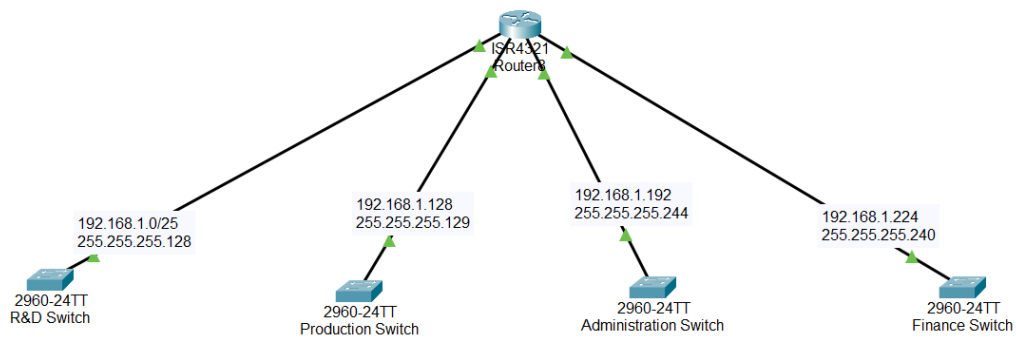 ISR4321
Router8
192.168.1.0/25
255.255.255.128
192.168.1.128
255.255.255.129
192.168.1.192
255.255.255.244
192.168.1.224
255.255.255.240
2960-24TT
R&D Switch
2960-24TT
Production Switch
2960-24TT
Administration Switch
2960-24TT
Finance Switch